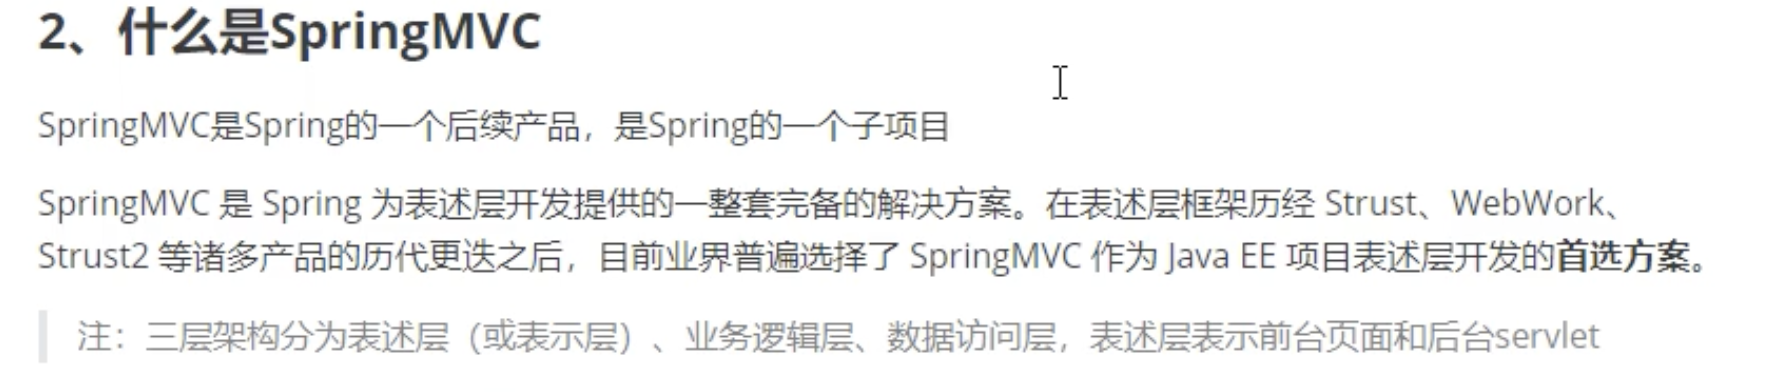 2、什么是SpringMVC
SpringMVC是Spring的一个后续产品，是Spring的一个子项目
SpringMVC 是 Spring 为表述层开发提供的一整套完备的解决方案。在表述层框架历经 Strust、WebWork、
Strust2 等诸多产品的历代更迭之后，目前业界普遍选择了 SpringMVC 作为 Java EE 项目表述层开发的首选方案。
注：三层架构分为表述层（或表示层）、业务逻辑层、数据访问层，表述层表示前台页面和后台servlet